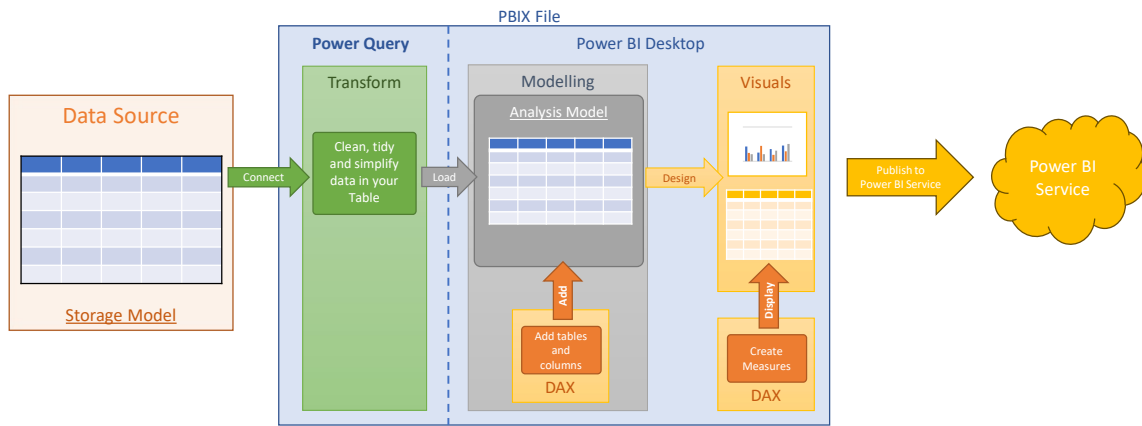 PBIX File
Power Query
Power BI Desktop
Data Source
Storage Model
Connect
Transform
Clean, tidy
and simplify
data in your
Table
Load
Modelling
Analysis Model
Add
Add tables
and
columns
DAX
Design
Visuals
Display
Create
Measures
DAX
Publish to
Power BI Service
Power BI
Service